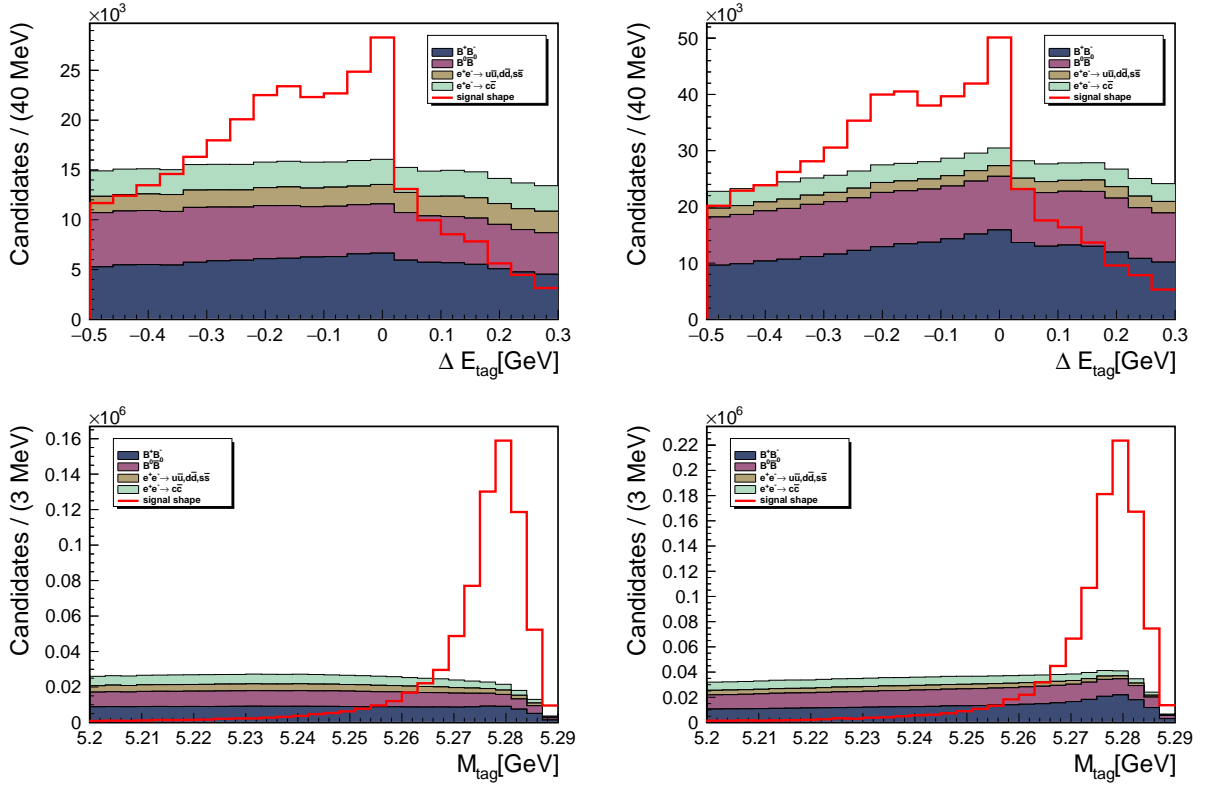 ×10³
Candidates / (40 MeV)
25
20
15
10
5
0
B⁺B⁻
B⁰B̅⁰
e⁺e⁻→ uu̅,dd̅,ss̅
e⁺e⁻→ cc̅
signal shape
−0.5 −0.4 −0.3 −0.2 −0.1 0 0.1 0.2 0.3
Δ E_tag[GeV]
×10³
Candidates / (40 MeV)
50
40
30
20
10
0
B⁺B⁻
B⁰B̅⁰
e⁺e⁻→ uu̅,dd̅,ss̅
e⁺e⁻→ cc̅
signal shape
−0.5 −0.4 −0.3 −0.2 −0.1 0 0.1 0.2 0.3
Δ E_tag[GeV]
×10⁶
Candidates / (3 MeV)
0.16
0.14
0.12
0.1
0.08
0.06
0.04
0.02
0
B⁺B⁻
B⁰B̅⁰
e⁺e⁻→ uu̅,dd̅,ss̅
e⁺e⁻→ cc̅
signal shape
5.2 5.21 5.22 5.23 5.24 5.25 5.26 5.27 5.28 5.29
M_tag[GeV]
×10⁶
Candidates / (3 MeV)
0.22
0.2
0.18
0.16
0.14
0.12
0.1
0.08
0.06
0.04
0.02
0
B⁺B⁻
B⁰B̅⁰
e⁺e⁻→ uu̅,dd̅,ss̅
e⁺e⁻→ cc̅
signal shape
5.2 5.21 5.22 5.23 5.24 5.25 5.26 5.27 5.28 5.29
M_tag[GeV]